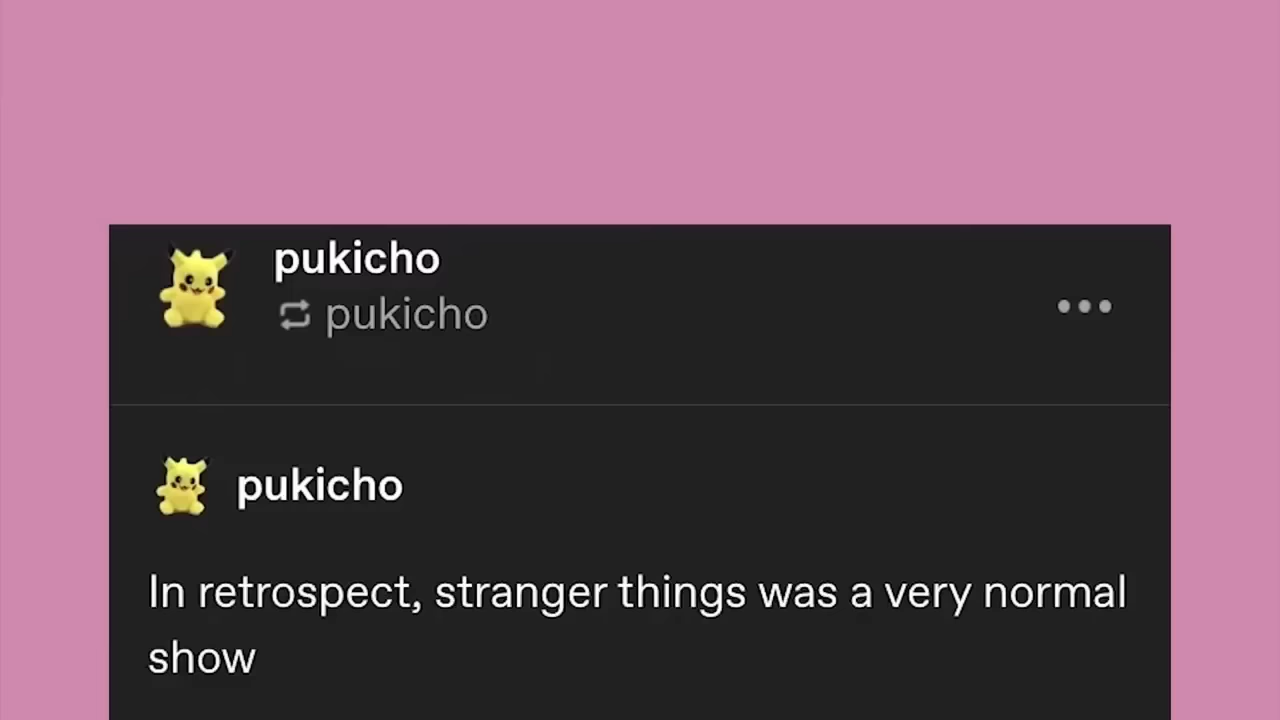 pukicho
pukicho
pukicho
In retrospect, stranger things was a very normal
show